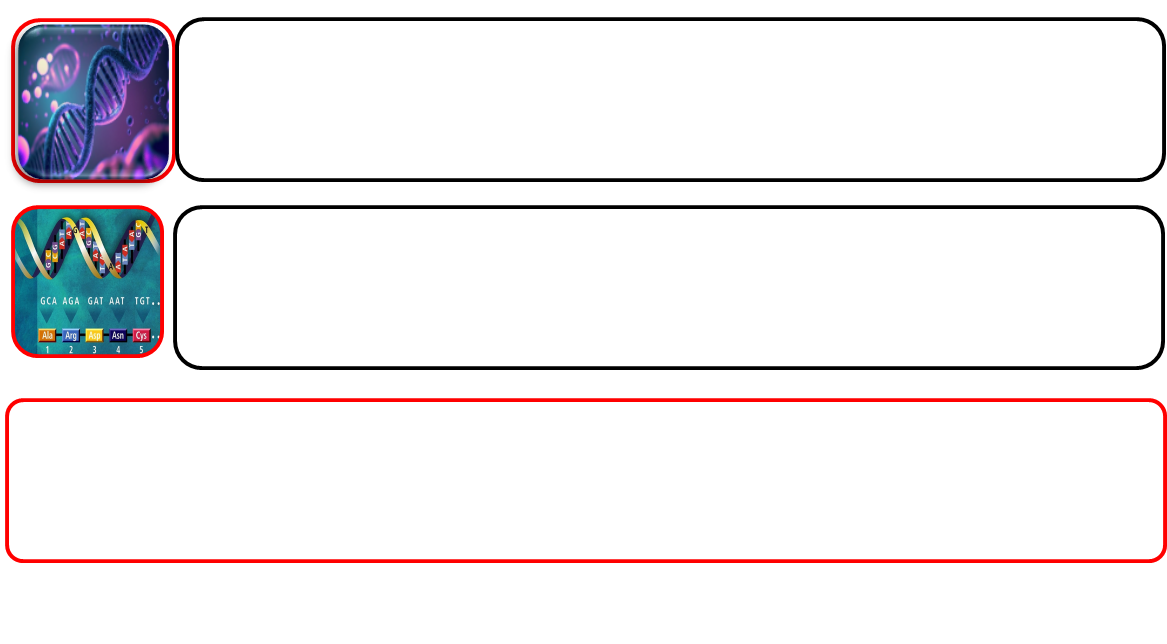 GCA AGA GAT AAT TGT..
Ala Arg Asp Asn Cys ..
1 2 3 4 5